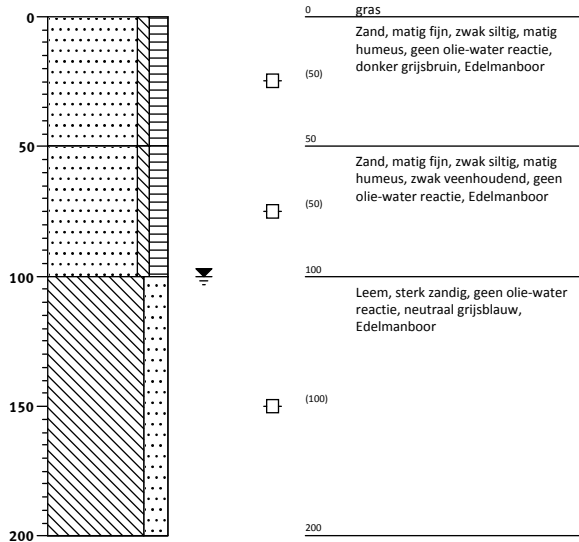 0
0
gras
Zand, matig fijn, zwak siltig, matig
humeus, geen olie-water reactie,
donker grijsbruin, Edelmanboor
(50)
50
50
Zand, matig fijn, zwak siltig, matig
humeus, zwak veenhoudend, geen
olie-water reactie, Edelmanboor
(50)
100
100
Leem, sterk zandig, geen olie-water
reactie, neutraal grijsblauw,
Edelmanboor
150
(100)
200
200